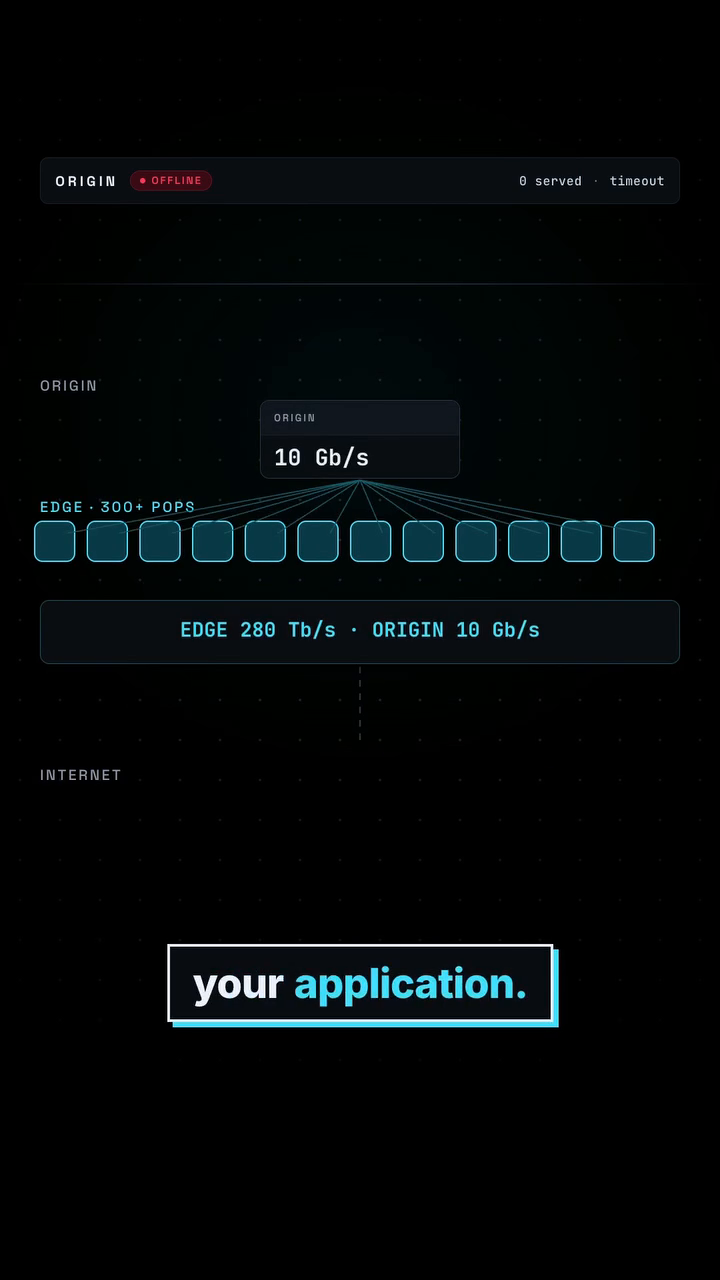 ORIGIN OFFLINE 0 served · timeout
ORIGIN
ORIGIN
10 Gb/s
EDGE · 300+ POPS
EDGE 280 Tb/s · ORIGIN 10 Gb/s
INTERNET
your application.